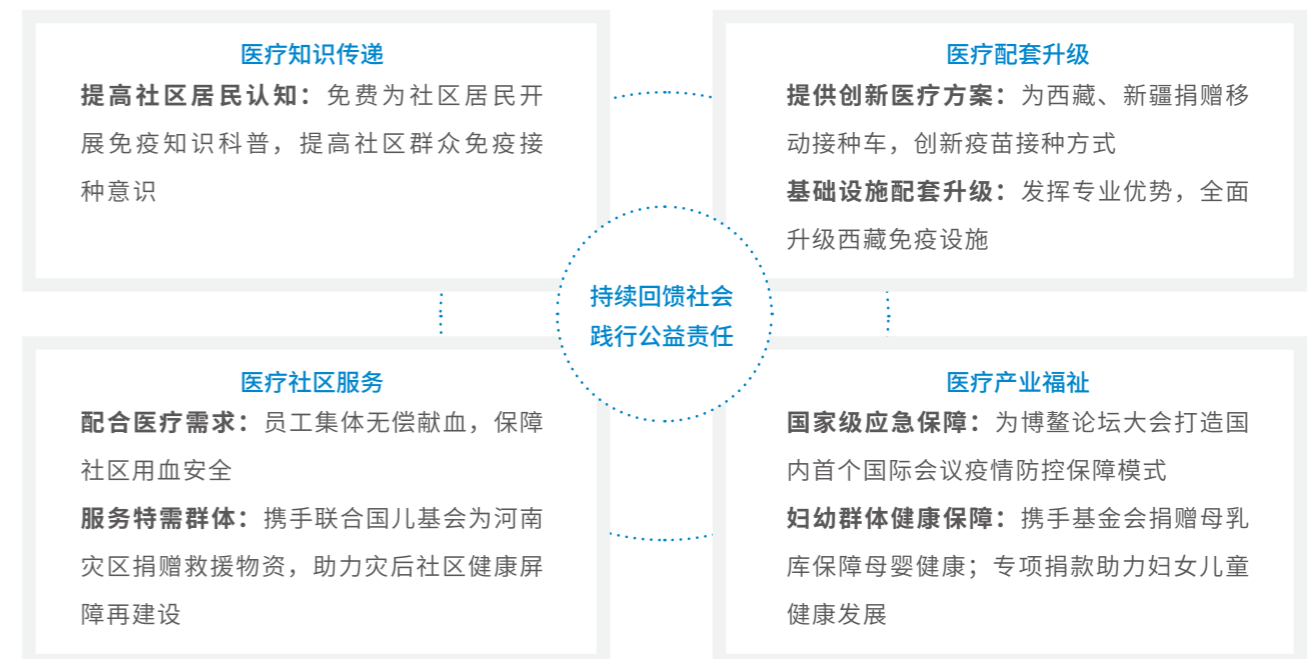 医疗知识传递
提高社区居民认知：免费为社区居民开
展免疫知识科普，提高社区群众免疫接
种意识
医疗配套升级
提供创新医疗方案：为西藏、新疆捐赠移
动接种车，创新疫苗接种方式
基础设施配套升级：发挥专业优势，全面
升级西藏免疫设施
持续回馈社会
践行公益责任
医疗社区服务
配合医疗需求：员工集体无偿献血，保障
社区用血安全
服务特需群体：携手联合国儿基会为河南
灾区捐赠救援物资，助力灾后社区健康屏
障再建设
医疗产业福祉
国家级应急保障：为博鳌论坛大会打造国
内首个国际会议疫情防控保障模式
妇幼群体健康保障：携手基金会捐赠母乳
库保障母婴健康；专项捐款助力妇女儿童
健康发展